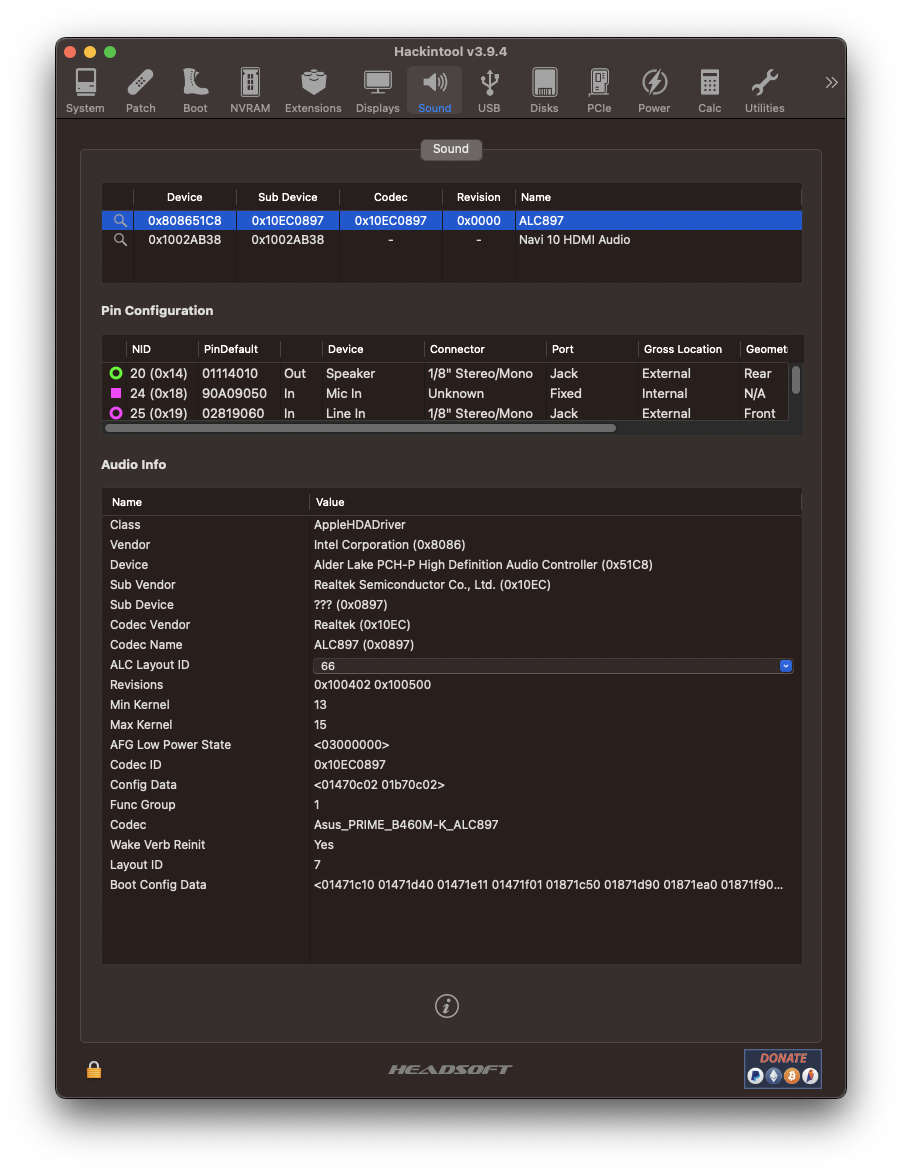 Hackintool v3.9.4
System Patch Boot NVRAM Extensions Displays Sound USB Disks PCIe Power Calc Utilities
Sound
Device Sub Device Codec Revision Name
0x808651C8 0x10EC0897 0x10EC0897 0x0000 ALC897
0x1002AB38 0x1002AB38 - - Navi 10 HDMI Audio
Pin Configuration
NID PinDefault Device Connector Port Gross Location Geomet
20 (0x14) 01114010 Out Speaker 1/8" Stereo/Mono Jack External Rear
24 (0x18) 90A09050 In Mic In Unknown Fixed Internal N/A
25 (0x19) 02819060 In Line In 1/8" Stereo/Mono Jack External Front
Audio Info
Name Value
Class AppleHDADriver
Vendor Intel Corporation (0x8086)
Device Alder Lake PCH-P High Definition Audio Controller (0x51C8)
Sub Vendor Realtek Semiconductor Co., Ltd. (0x10EC)
Sub Device ??? (0x0897)
Codec Vendor Realtek (0x10EC)
Codec Name ALC897 (0x0897)
ALC Layout ID 66
Revisions 0x100402 0x100500
Min Kernel 13
Max Kernel 15
AFG Low Power State <03000000>
Codec ID 0x10EC0897
Config Data <01470c02 01b70c02>
Func Group 1
Codec Asus_PRIME_B460M-K_ALC897
Wake Verb Reinit Yes
Layout ID 7
Boot Config Data <01471c10 01471d40 01471e11 01471f01 01871c50 01871d90 01871ea0 01871f90...
HEADSOFT
DONATE